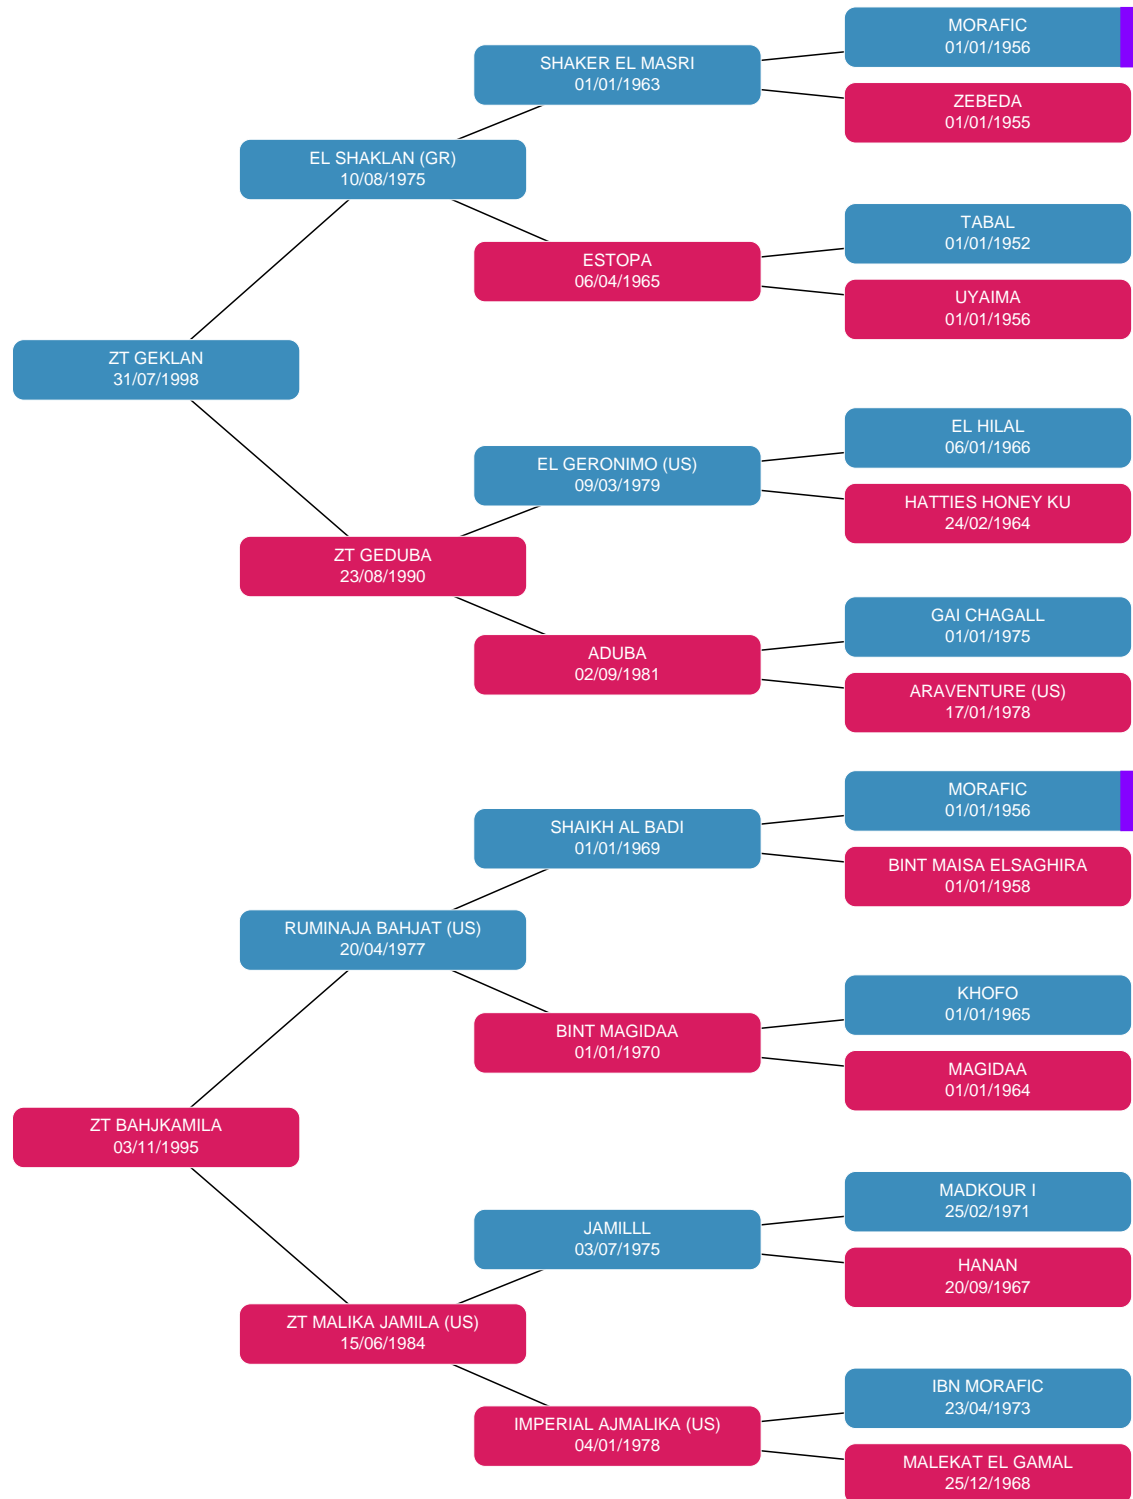 MORAFIC
01/01/1956
SHAKER EL MASRI
01/01/1963
ZEBEDA
01/01/1955
EL SHAKLAN (GR)
10/08/1975
TABAL
01/01/1952
ESTOPA
06/04/1965
UYAIMA
01/01/1956
ZT GEKLAN
31/07/1998
EL HILAL
06/01/1966
EL GERONIMO (US)
09/03/1979
HATTIES HONEY KU
24/02/1964
ZT GEDUBA
23/08/1990
GAI CHAGALL
01/01/1975
ADUBA
02/09/1981
ARAVENTURE (US)
17/01/1978
MORAFIC
01/01/1956
SHAIKH AL BADI
01/01/1969
BINT MAISA ELSAGHIRA
01/01/1958
RUMINAJA BAHJAT (US)
20/04/1977
KHOFO
01/01/1965
BINT MAGIDAA
01/01/1970
MAGIDAA
01/01/1964
ZT BAHJKAMILA
03/11/1995
MADKOUR I
25/02/1971
JAMILLL
03/07/1975
HANAN
20/09/1967
ZT MALIKA JAMILA (US)
15/06/1984
IBN MORAFIC
23/04/1973
IMPERIAL AJMALIKA (US)
04/01/1978
MALEKAT EL GAMAL
25/12/1968